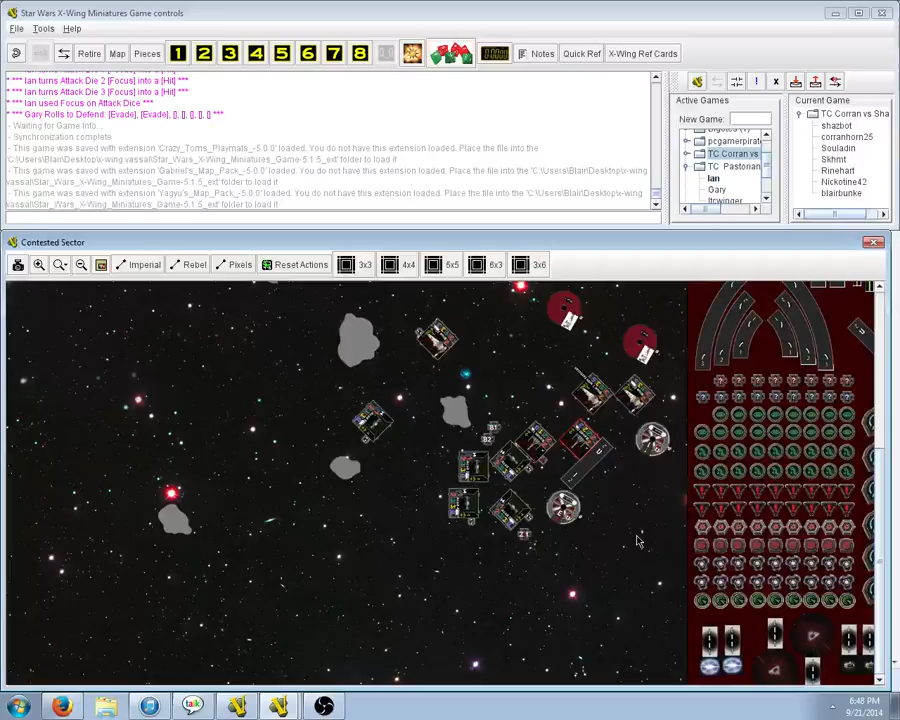 Star Wars X-Wing Miniatures Game controls
File Tools Help
Retire Map Pieces 1 2 3 4 5 6 7 8 Notes Quick Ref X-Wing Ref Cards
* *** Ian turns Attack Die 2 [Focus] into a [Hit] ***
* *** Ian turns Attack Die 3 [Focus] into a [Hit] ***
* *** Ian used Focus on Attack Dice ***
* *** Gary Rolls to Defend: [Evade], [Evade], [], [], [], [] ***
- Waiting for Game Info...
- Synchronization complete
- This game was saved with extension 'Crazy_Toms_Playmats_-5.0.0' loaded. You do not have this extension loaded. Place the file into the
'C:\Users\Blair\Desktop\x-wing vassal\Star_Wars_X-Wing_Miniatures_Game-5.1.5_ext' folder to load it
- This game was saved with extension 'Gabriel's_Map_Pack_-5.0.0' loaded. You do not have this extension loaded. Place the file into the 'C:\Users\Blair\Desktop\x-wing
vassal\Star_Wars_X-Wing_Miniatures_Game-5.1.5_ext' folder to load it
- This game was saved with extension 'Yagyu's_Map_Pack_-5.0.0' loaded. You do not have this extension loaded. Place the file into the 'C:\Users\Blair\Desktop\x-wing
vassal\Star_Wars_X-Wing_Miniatures_Game-5.1.5_ext' folder to load it
Active Games
New Game:
pcgamerpirate
TC Corran vs
TC Pastorian
Ian
Gary
ltcwinger
Current Game
TC Corran vs Sha
shazbot
corranhorn25
Souladin
Skhmt
Rinehart
Nickotine42
blairbunke
Contested Sector
Imperial Rebel Pixels Reset Actions 3x3 4x4 5x5 6x3 3x6
B1
B2
Z1
talk
6:48 PM
9/21/2014